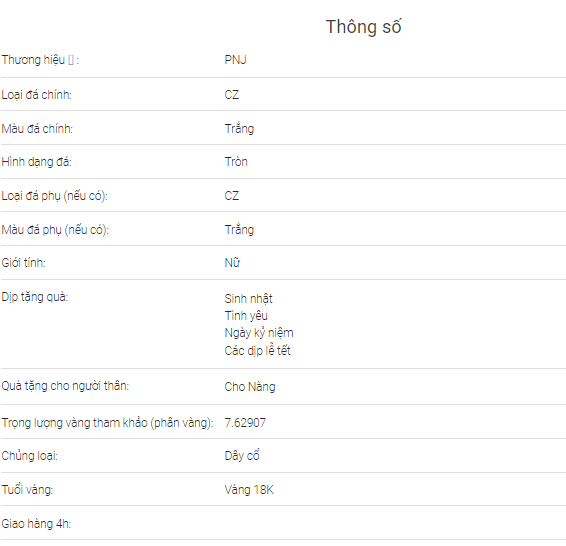 Thông số
Thương hiệu [] : PNJ
Loại đá chính: CZ
Màu đá chính: Trắng
Hình dạng đá: Tròn
Loại đá phụ (nếu có): CZ
Màu đá phụ (nếu có): Trắng
Giới tính: Nữ
Dịp tặng quà: Sinh nhật
Tình yêu
Ngày kỷ niệm
Các dịp lễ tết
Quà tặng cho người thân: Cho Nàng
Trọng lượng vàng tham khảo (phân vàng): 7.62907
Chủng loại: Dây cổ
Tuổi vàng: Vàng 18K
Giao hàng 4h: